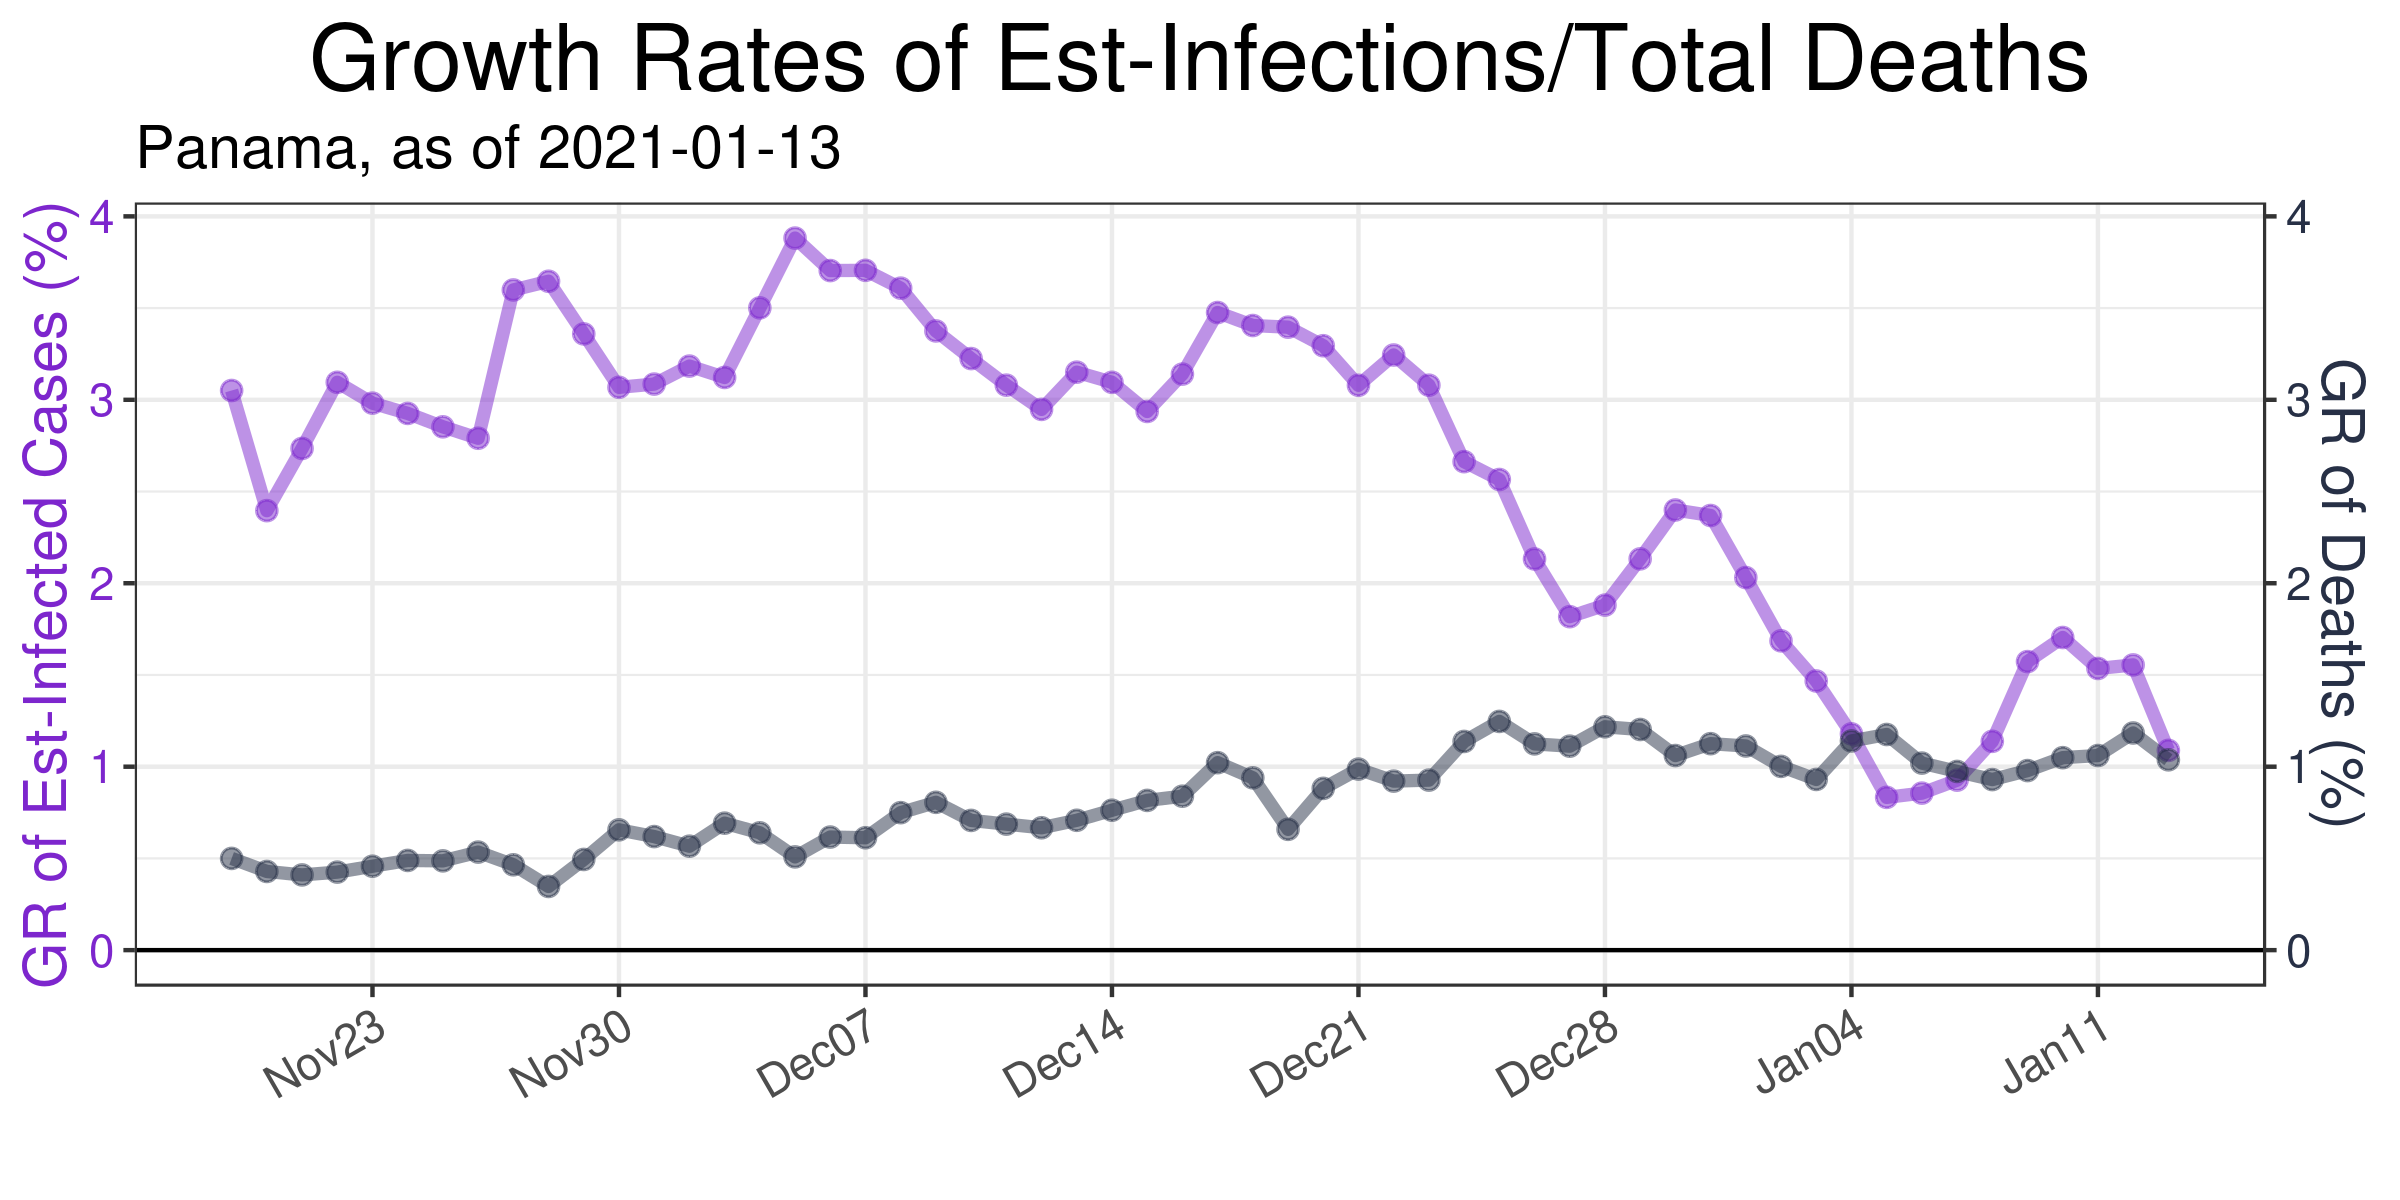 Growth Rates of Est-Infections/Total Deaths
Panama, as of 2021-01-13
GR of Est-Infected Cases (%)
4
3
2
1
0
4
3
2
1
0
GR of Deaths (%)
Nov23
Nov30
Dec07
Dec14
Dec21
Dec28
Jan04
Jan11